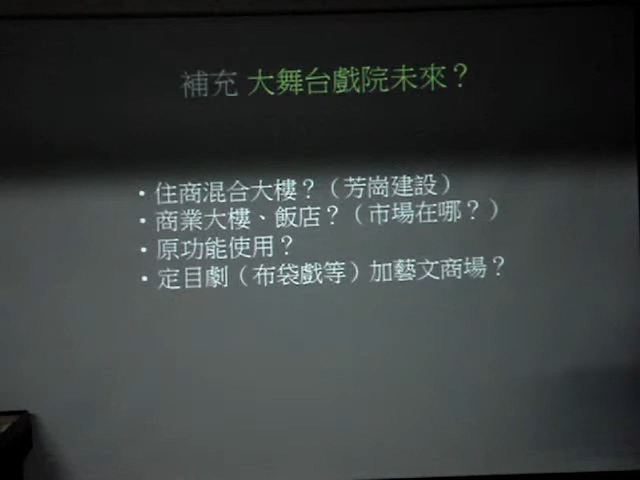 補充 大舞台戲院未來？
・住商混合大樓？（芳崗建設）
・商業大樓、飯店？（市場在哪？）
・原功能使用？
・定目劇（布袋戲等）加藝文商場？